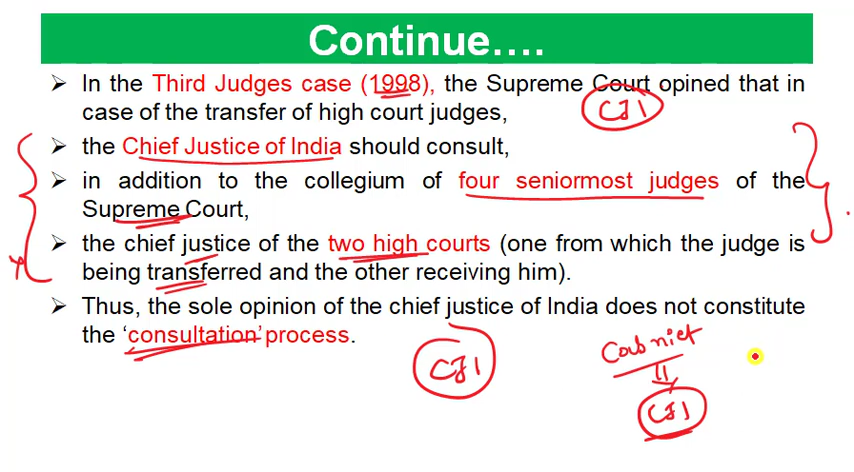 Continue....
➢ In the Third Judges case (1998), the Supreme Court opined that in
case of the transfer of high court judges,
CJI
➢ the Chief Justice of India should consult,
➢ in addition to the collegium of four seniormost judges of the
Supreme Court,
➢ the chief justice of the two high courts (one from which the judge is
being transferred and the other receiving him).
➢ Thus, the sole opinion of the chief justice of India does not constitute
the ‘consultation’ process.
CJI
CJI